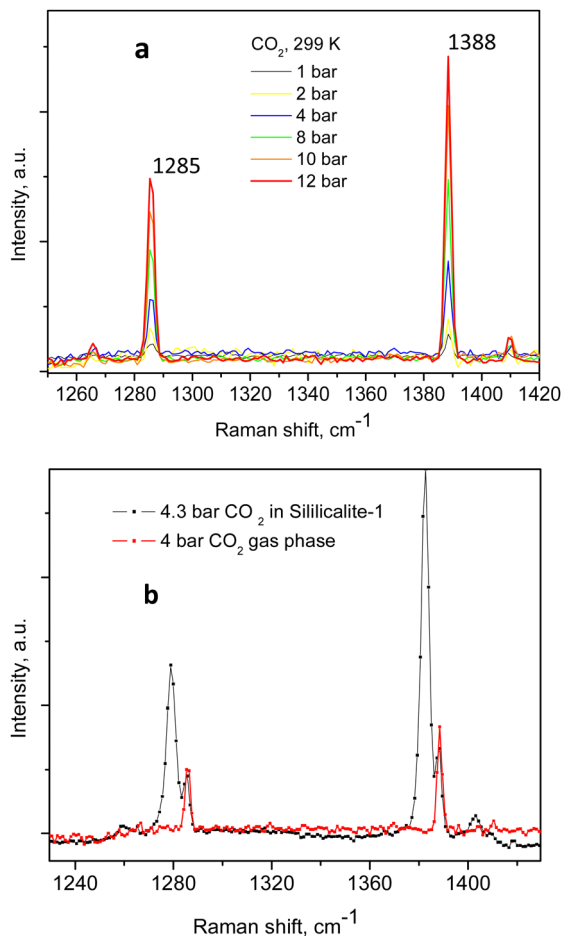 a
CO2, 299 K
1388
1 bar
2 bar
4 bar
8 bar
10 bar
12 bar
1285
Intensity, a.u.
1260 1280 1300 1320 1340 1360 1380 1400 1420
Raman shift, cm-1
4.3 bar CO2 in Sililicalite-1
4 bar CO2 gas phase
b
Intensity, a.u.
1240 1280 1320 1360 1400
Raman shift, cm-1